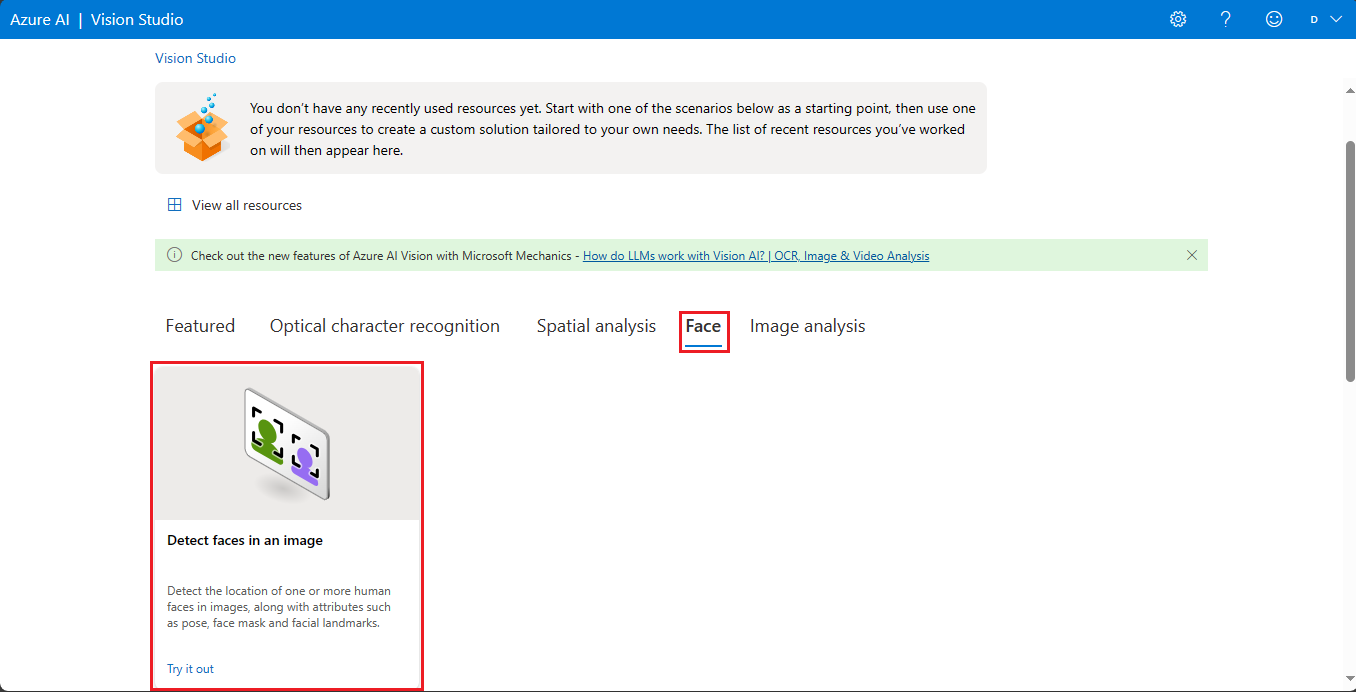 Azure AI | Vision Studio
D
Vision Studio
You don’t have any recently used resources yet. Start with one of the scenarios below as a starting point, then use one
of your resources to create a custom solution tailored to your own needs. The list of recent resources you’ve worked
on will then appear here.
View all resources
Check out the new features of Azure AI Vision with Microsoft Mechanics - How do LLMs work with Vision AI? | OCR, Image & Video Analysis
Featured Optical character recognition Spatial analysis Face Image analysis
Detect faces in an image
Detect the location of one or more human
faces in images, along with attributes such
as pose, face mask and facial landmarks.
Try it out